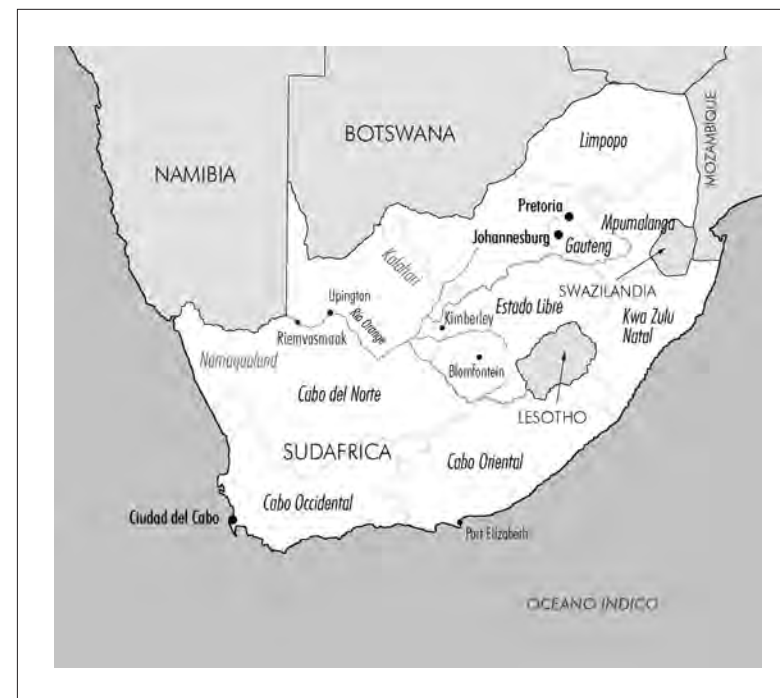 BOTSWANA
Limpopo
MOZAMBIQUE
NAMIBIA
Pretoria
Mpumalanga
Johannesburg
Gauteng
Kalahari
SWAZILANDIA
Upington
Estado Libre
Rio Orange
Kimberley
Kwa Zulu
Natal
Riemvasmaak
Namaqualand
Blomfontein
Cabo del Norte
LESOTHO
SUDAFRICA
Cabo Oriental
Cabo Occidental
Ciudad del Cabo
Port Elizabeth
OCEANO INDICO